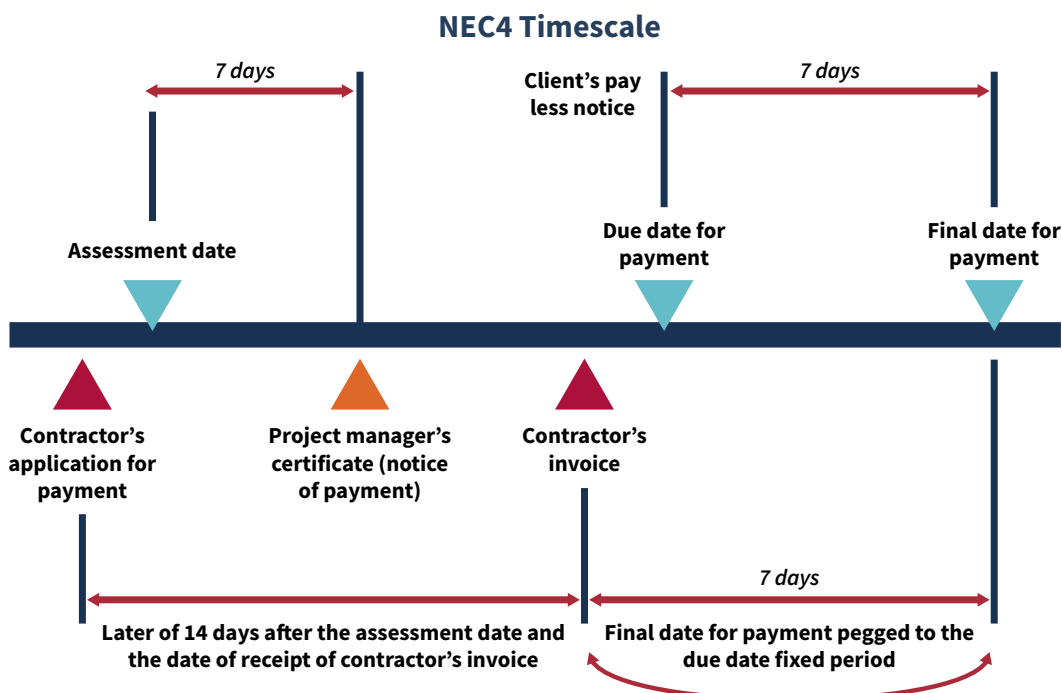 NEC4 Timescale
7 days
Client’s pay
less notice
7 days
Assessment date
Due date for
payment
Final date for
payment
Contractor’s
application for
payment
Project manager’s
certificate (notice
of payment)
Contractor’s
invoice
7 days
Later of 14 days after the assessment date and
the date of receipt of contractor’s invoice
Final date for payment pegged to the
due date fixed period